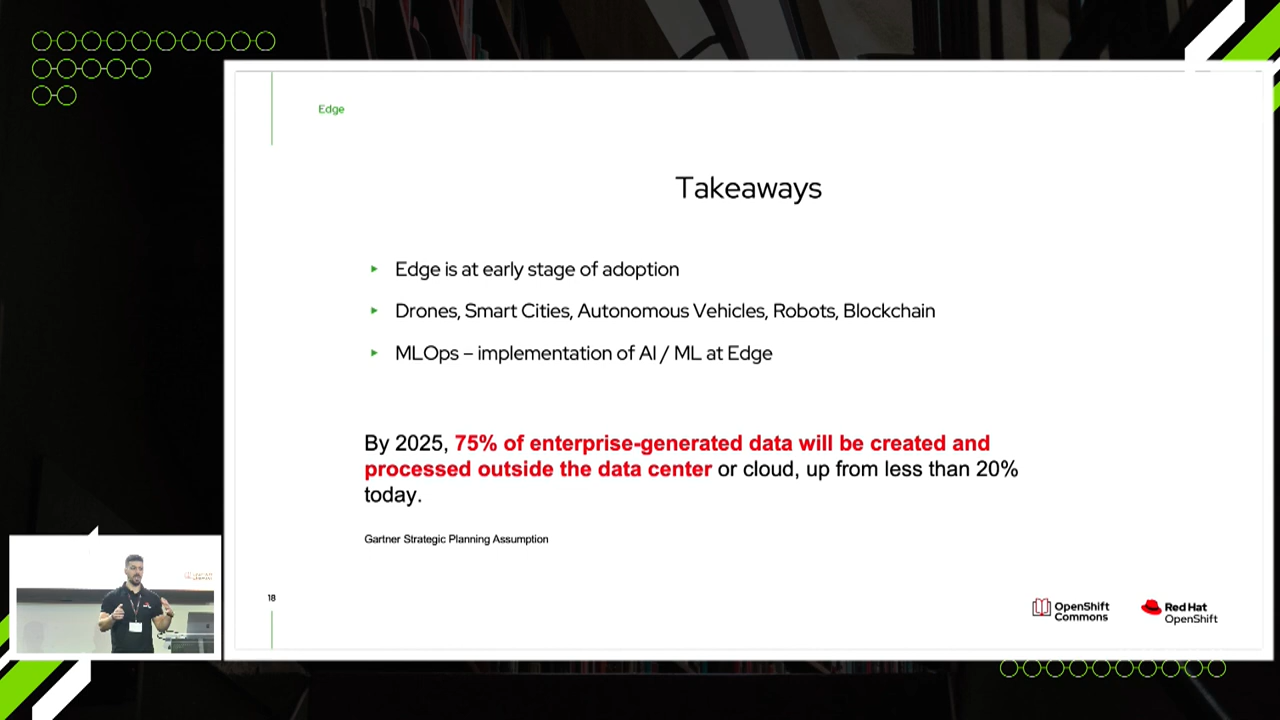 Edge
Takeaways
Edge is at early stage of adoption
Drones, Smart Cities, Autonomous Vehicles, Robots, Blockchain
MLOps – implementation of AI / ML at Edge
By 2025, 75% of enterprise-generated data will be created and
processed outside the data center or cloud, up from less than 20%
today.
Gartner Strategic Planning Assumption
18
OpenShift
Commons
Red Hat
OpenShift